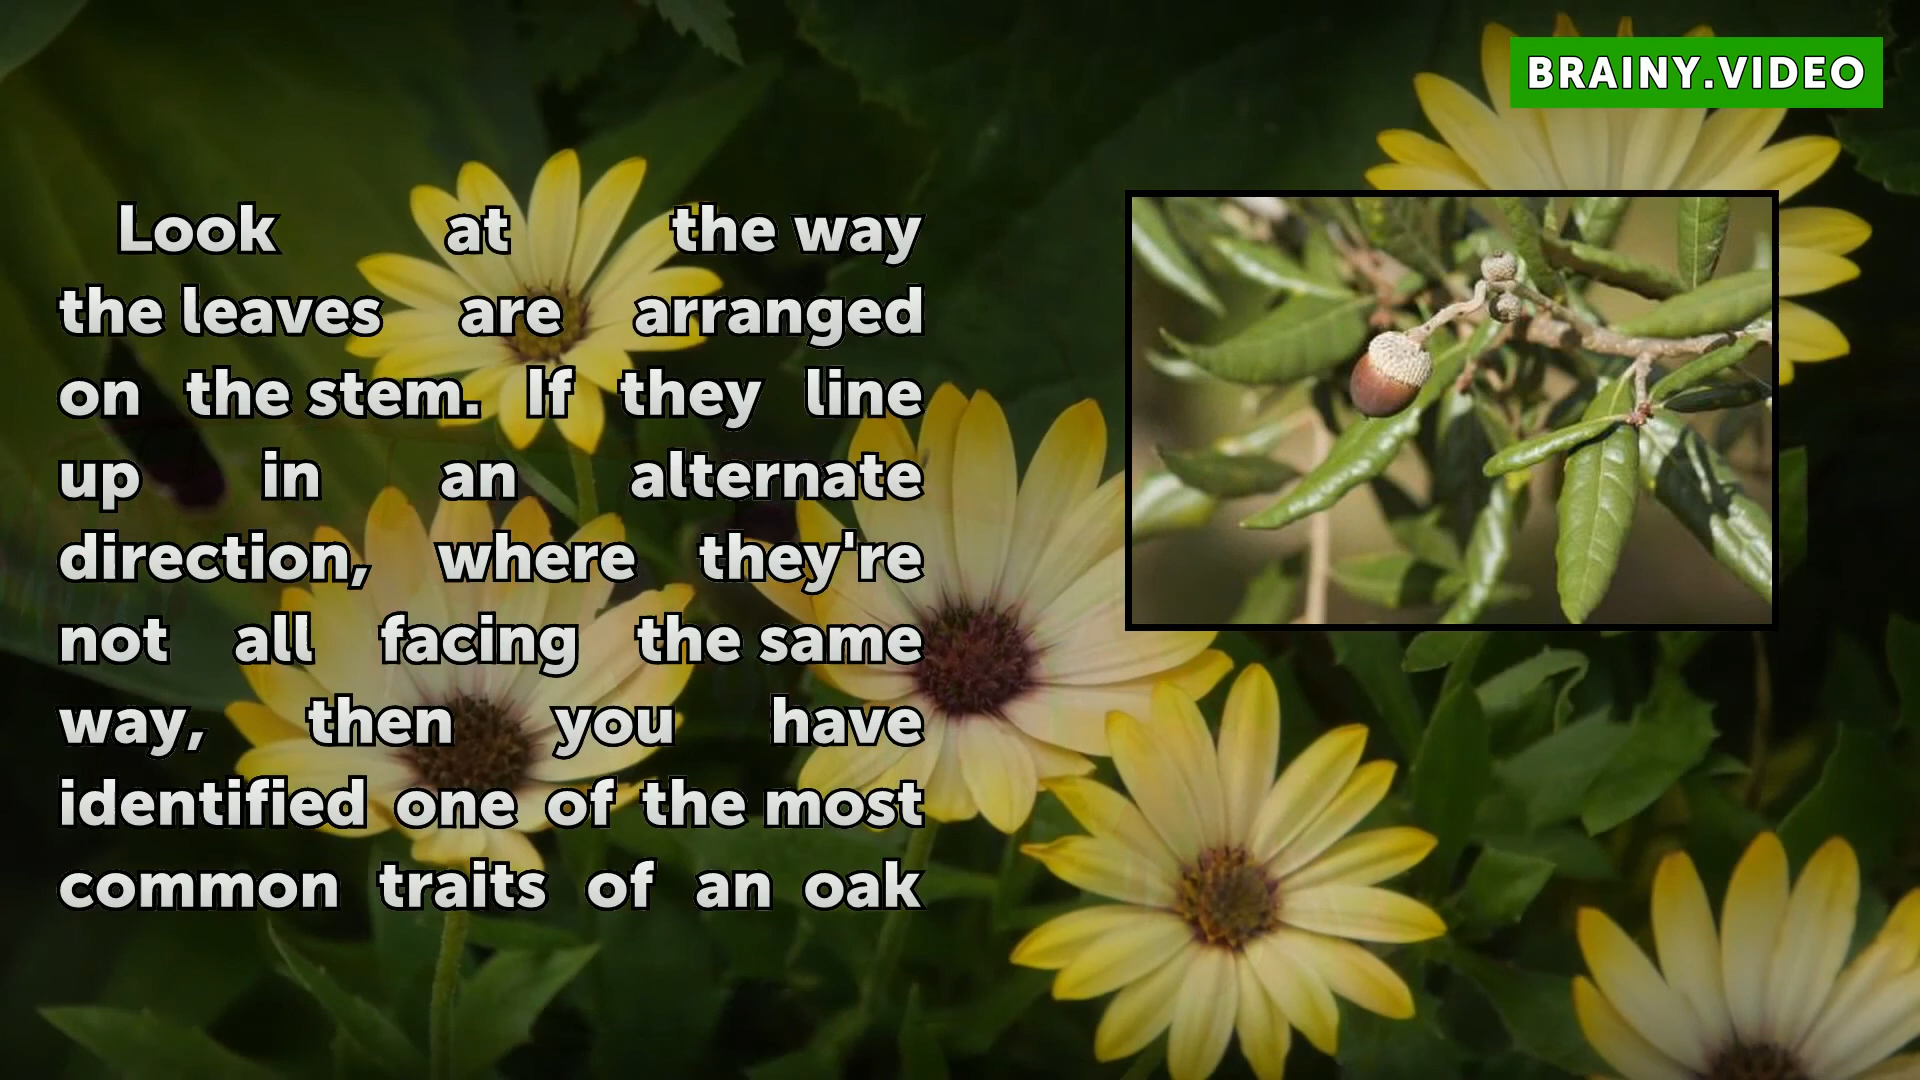 BRAINY.VIDEO
Look at the way
the leaves are arranged
on the stem. If they line
up in an alternate
direction, where they're
not all facing the same
way, then you have
identified one of the most
common traits of an oak